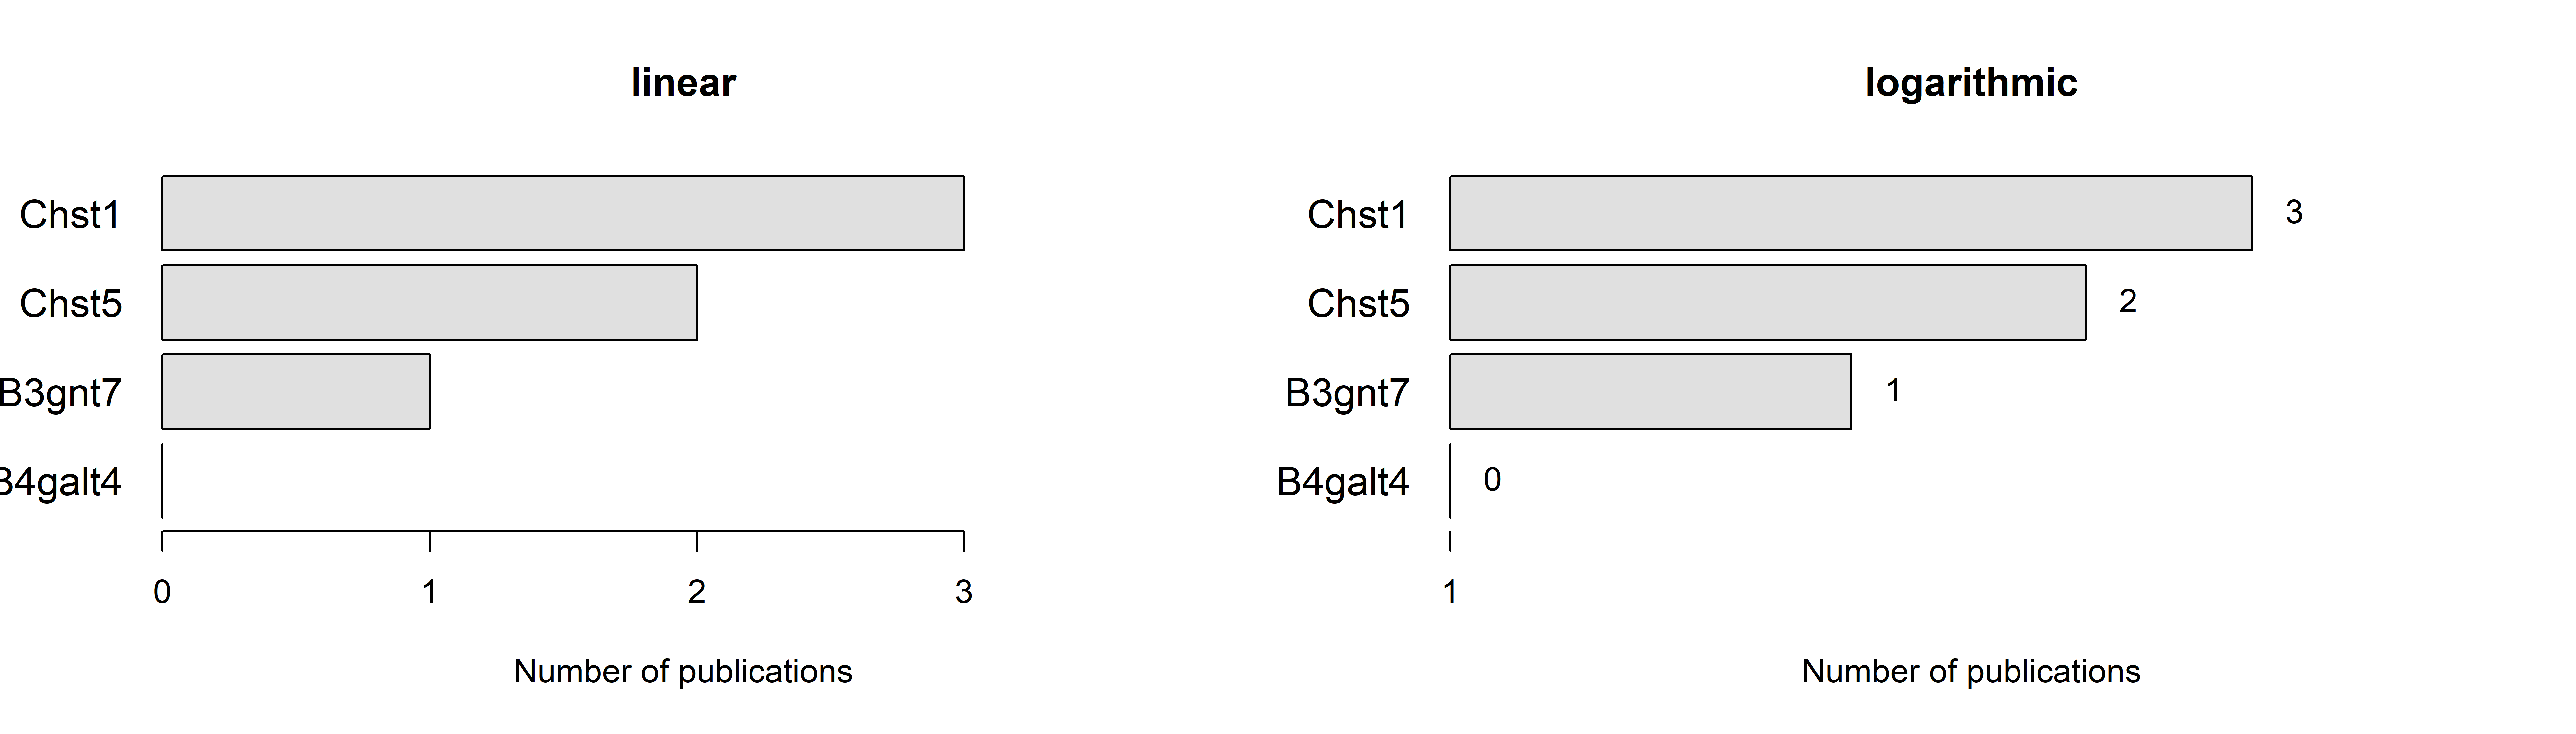 linear
Chst1
Chst5
B3gnt7
B4galt4
0 1 2 3
Number of publications
logarithmic
Chst1 3
Chst5 2
B3gnt7 1
B4galt4 0
1
Number of publications